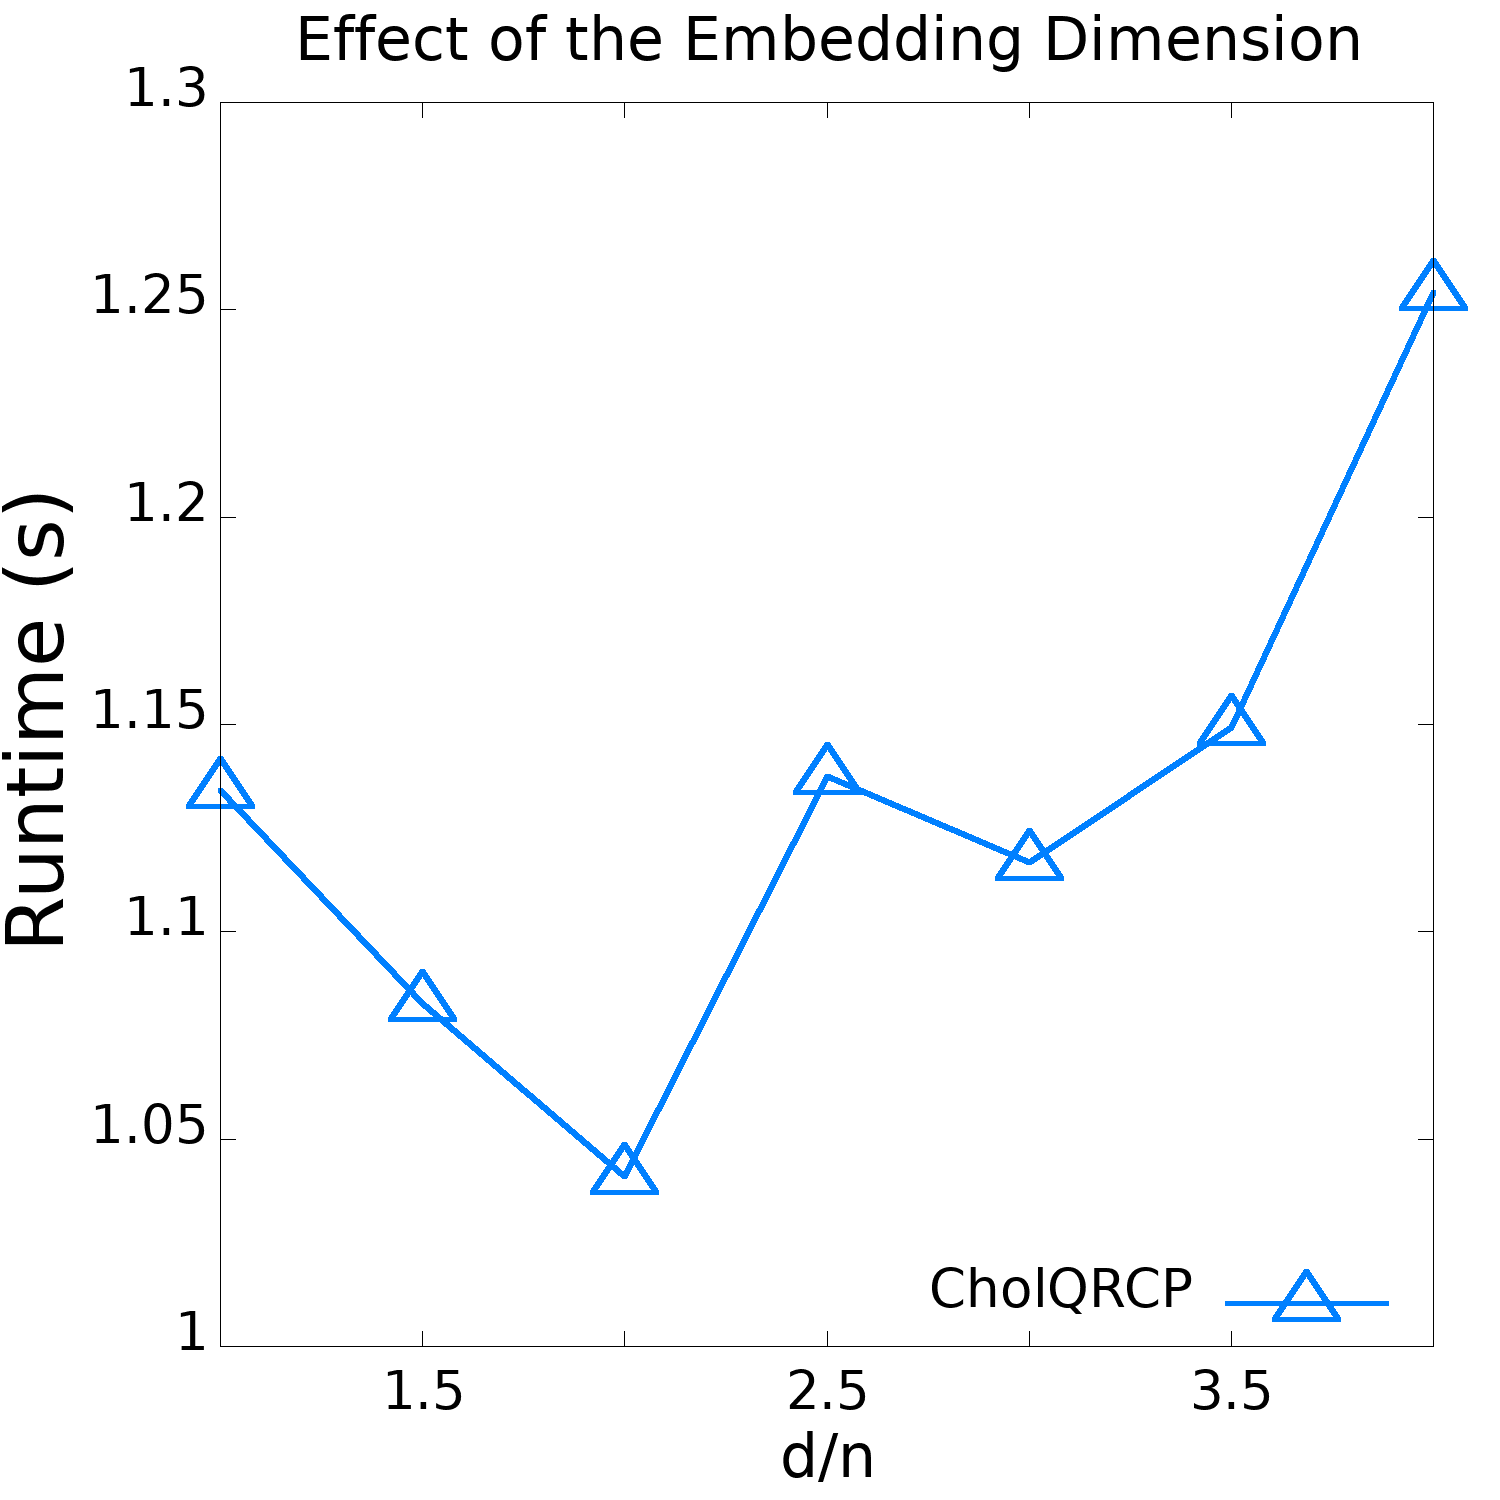 Effect of the Embedding Dimension
1.3
1.25
1.2
1.15
1.1
1.05
1
Runtime (s)
CholQRCP
1.5 2.5 3.5
d/n